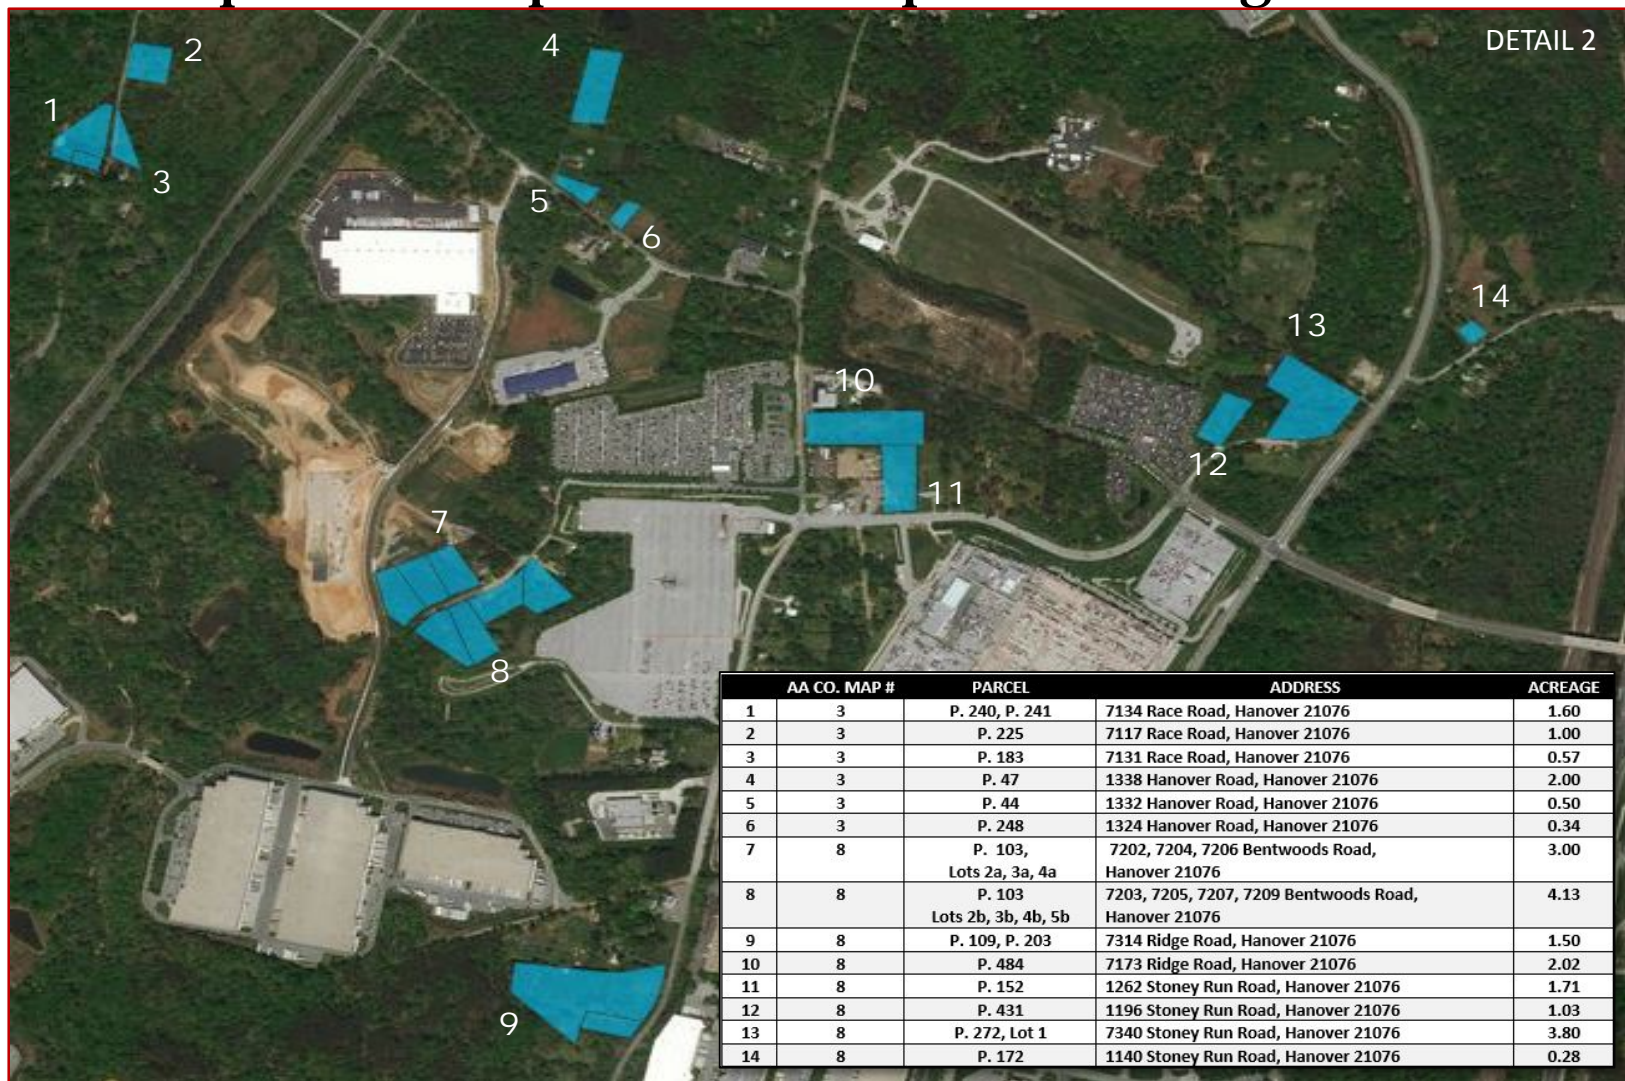 DETAIL 2
2
4
1
3
5
6
14
13
10
12
11
7
8
9
AA CO. MAP # PARCEL ADDRESS ACREAGE
1 3 P. 240, P. 241 7134 Race Road, Hanover 21076 1.60
2 3 P. 225 7117 Race Road, Hanover 21076 1.00
3 3 P. 183 7131 Race Road, Hanover 21076 0.57
4 3 P. 47 1338 Hanover Road, Hanover 21076 2.00
5 3 P. 44 1332 Hanover Road, Hanover 21076 0.50
6 3 P. 248 1324 Hanover Road, Hanover 21076 0.34
7 8 P. 103, 7202, 7204, 7206 Bentwoods Road, 3.00
Lots 2a, 3a, 4a Hanover 21076
8 8 P. 103 7203, 7205, 7207, 7209 Bentwoods Road, 4.13
Lots 2b, 3b, 4b, 5b Hanover 21076
9 8 P. 109, P. 203 7314 Ridge Road, Hanover 21076 1.50
10 8 P. 484 7173 Ridge Road, Hanover 21076 2.02
11 8 P. 152 1262 Stoney Run Road, Hanover 21076 1.71
12 8 P. 431 1196 Stoney Run Road, Hanover 21076 1.03
13 8 P. 272, Lot 1 7340 Stoney Run Road, Hanover 21076 3.80
14 8 P. 172 1140 Stoney Run Road, Hanover 21076 0.28